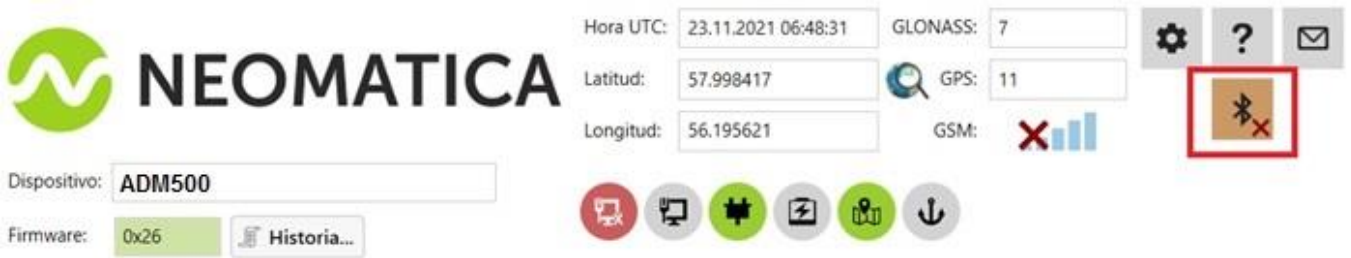 NEOMATICA
Hora UTC: 23.11.2021 06:48:31 GLONASS: 7
Latitud: 57.998417 GPS: 11
Longitud: 56.195621 GSM:
Dispositivo: ADM500
Firmware: 0x26 Historia...
?